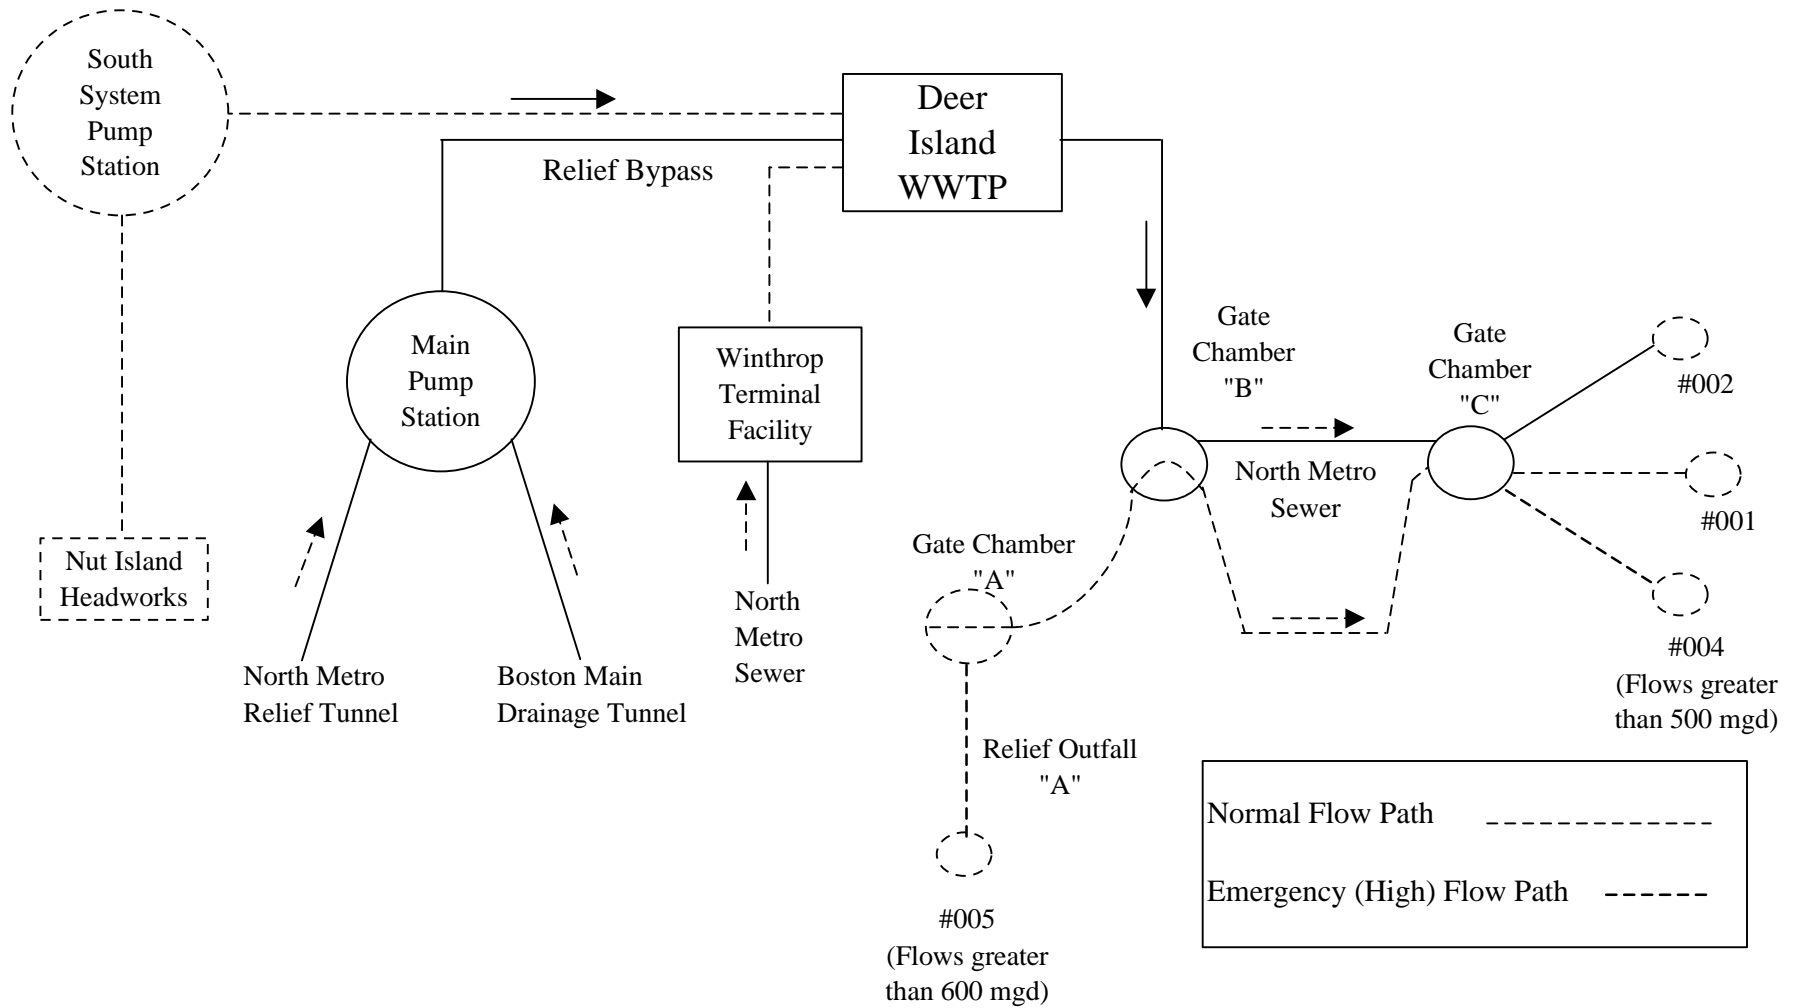 South
System
Pump
Station
Deer
Island
WWTP
Relief Bypass
Main
Pump
Station
Winthrop
Terminal
Facility
Gate
Chamber
"B"
Gate
Chamber
"C"
#002
North Metro
Sewer
#001
Nut Island
Headworks
Gate Chamber
"A"
North
Metro
Sewer
#004
(Flows greater
than 500 mgd)
North Metro
Relief Tunnel
Boston Main
Drainage Tunnel
Relief Outfall
"A"
Normal Flow Path
Emergency (High) Flow Path
#005
(Flows greater
than 600 mgd)